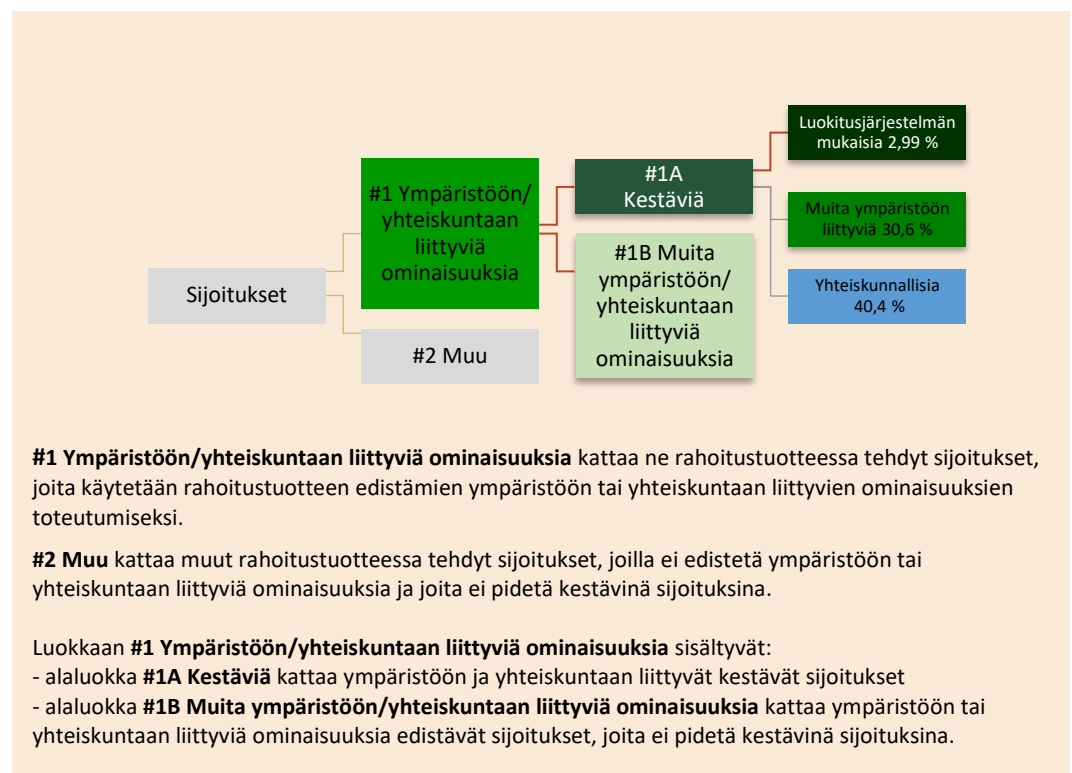 Sijoitukset
#1 Ympäristöön/
yhteiskuntaan
liittyviä
ominaisuuksia
#2 Muu
#1A
Kestäviä
#1B Muita
ympäristöön/
yhteiskuntaan
liittyviä
ominaisuuksia
Luokitusjärjestelmän
mukaisia 2,99 %
Muita ympäristöön
liittyviä 30,6 %
Yhteiskunnallisia
40,4 %
#1 Ympäristöön/yhteiskuntaan liittyviä ominaisuuksia kattaa ne rahoitustuotteessa tehdyt sijoitukset,
joita käytetään rahoitustuotteen edistämien ympäristöön tai yhteiskuntaan liittyvien ominaisuuksien
toteutumiseksi.
#2 Muu kattaa muut rahoitustuotteessa tehdyt sijoitukset, joilla ei edistetä ympäristöön tai
yhteiskuntaan liittyviä ominaisuuksia ja joita ei pidetä kestävinä sijoituksina.
Luokkaan #1 Ympäristöön/yhteiskuntaan liittyviä ominaisuuksia sisältyvät:
- alaluokka #1A Kestäviä kattaa ympäristöön ja yhteiskuntaan liittyvät kestävät sijoitukset
- alaluokka #1B Muita ympäristöön/yhteiskuntaan liittyviä ominaisuuksia kattaa ympäristöön tai
yhteiskuntaan liittyviä ominaisuuksia edistävät sijoitukset, joita ei pidetä kestävinä sijoituksina.